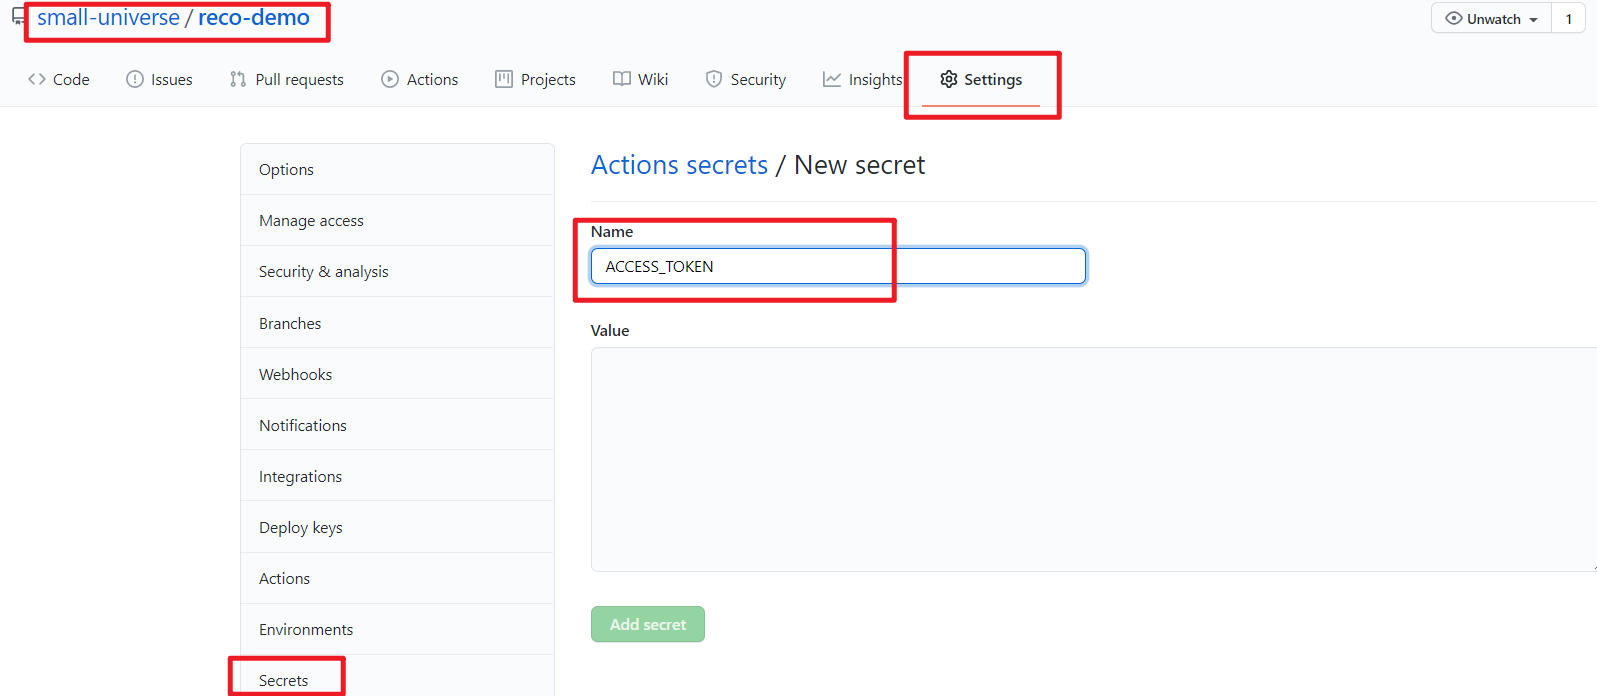 small-universe / reco-demo
Unwatch 1
Code Issues Pull requests Actions Projects Wiki Security Insights Settings
Options
Manage access
Security & analysis
Branches
Webhooks
Notifications
Integrations
Deploy keys
Actions
Environments
Secrets
Actions secrets / New secret
Name
ACCESS_TOKEN
Value
Add secret